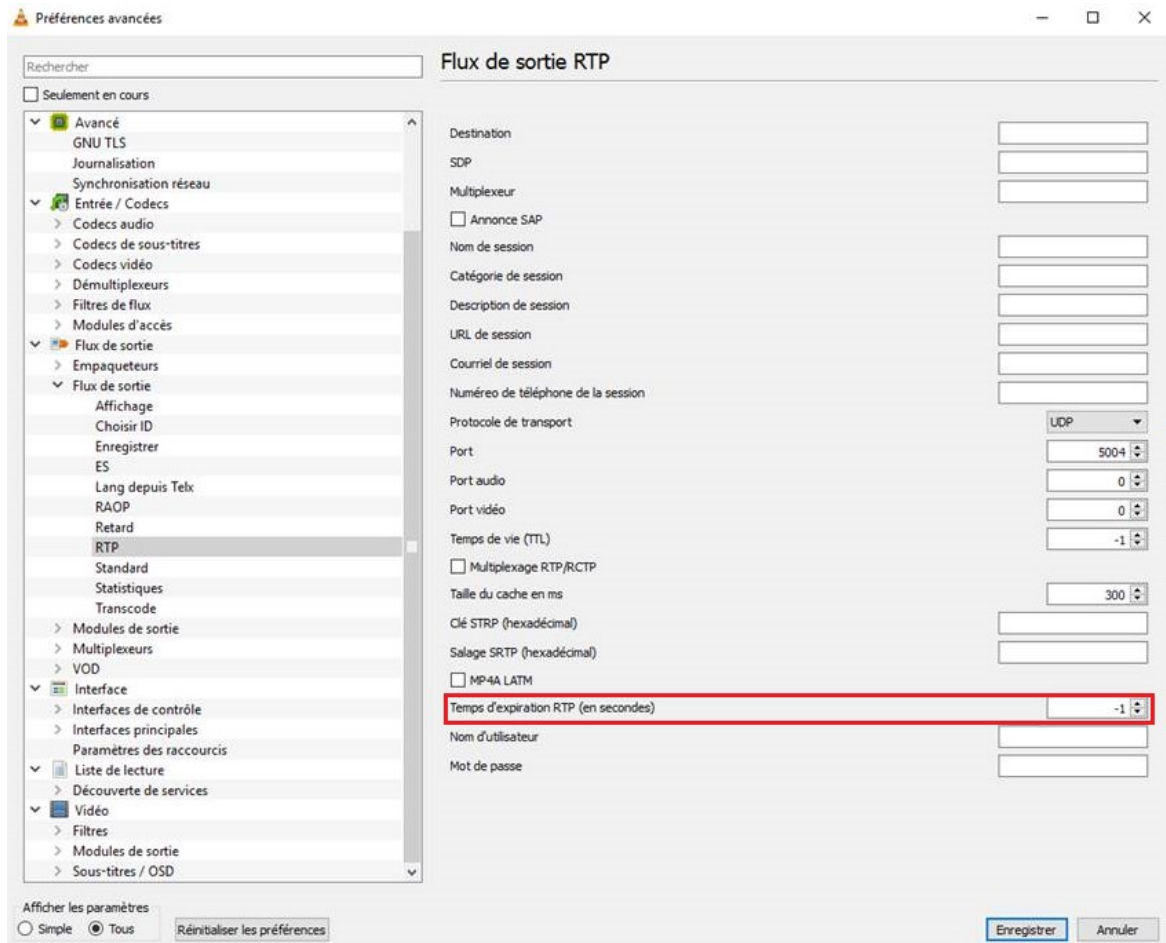 Préférences avancées
Rechercher
Seulement en cours
Avancé
GNU TLS
Journalisation
Synchronisation réseau
Entrée / Codecs
Codecs audio
Codecs de sous-titres
Codecs vidéo
Démultiplexeurs
Filtres de flux
Modules d'accès
Flux de sortie
Empaqueteurs
Flux de sortie
Affichage
Choisir ID
Enregistrer
ES
Lang depuis Telx
RAOP
Retard
RTP
Standard
Statistiques
Transcode
Modules de sortie
Multiplexeurs
VOD
Interface
Interfaces de contrôle
Interfaces principales
Paramètres des raccourcis
Liste de lecture
Découverte de services
Vidéo
Filtres
Modules de sortie
Sous-titres / OSD
Flux de sortie RTP
Destination
SDP
Multiplexeur
Annonce SAP
Nom de session
Catégorie de session
Description de session
URL de session
Courriel de session
Numéreo de téléphone de la session
Protocole de transport UDP
Port 5004
Port audio 0
Port vidéo 0
Temps de vie (TTL) -1
Multiplexage RTP/RCTP
Taille du cache en ms 300
Clé STRP (hexadécimal)
Salage SRTP (hexadécimal)
MP4A LATM
Temps d'expiration RTP (en secondes) -1
Nom d'utilisateur
Mot de passe
Afficher les paramètres
Simple Tous Réinitialiser les préférences Enregistrer Annuler